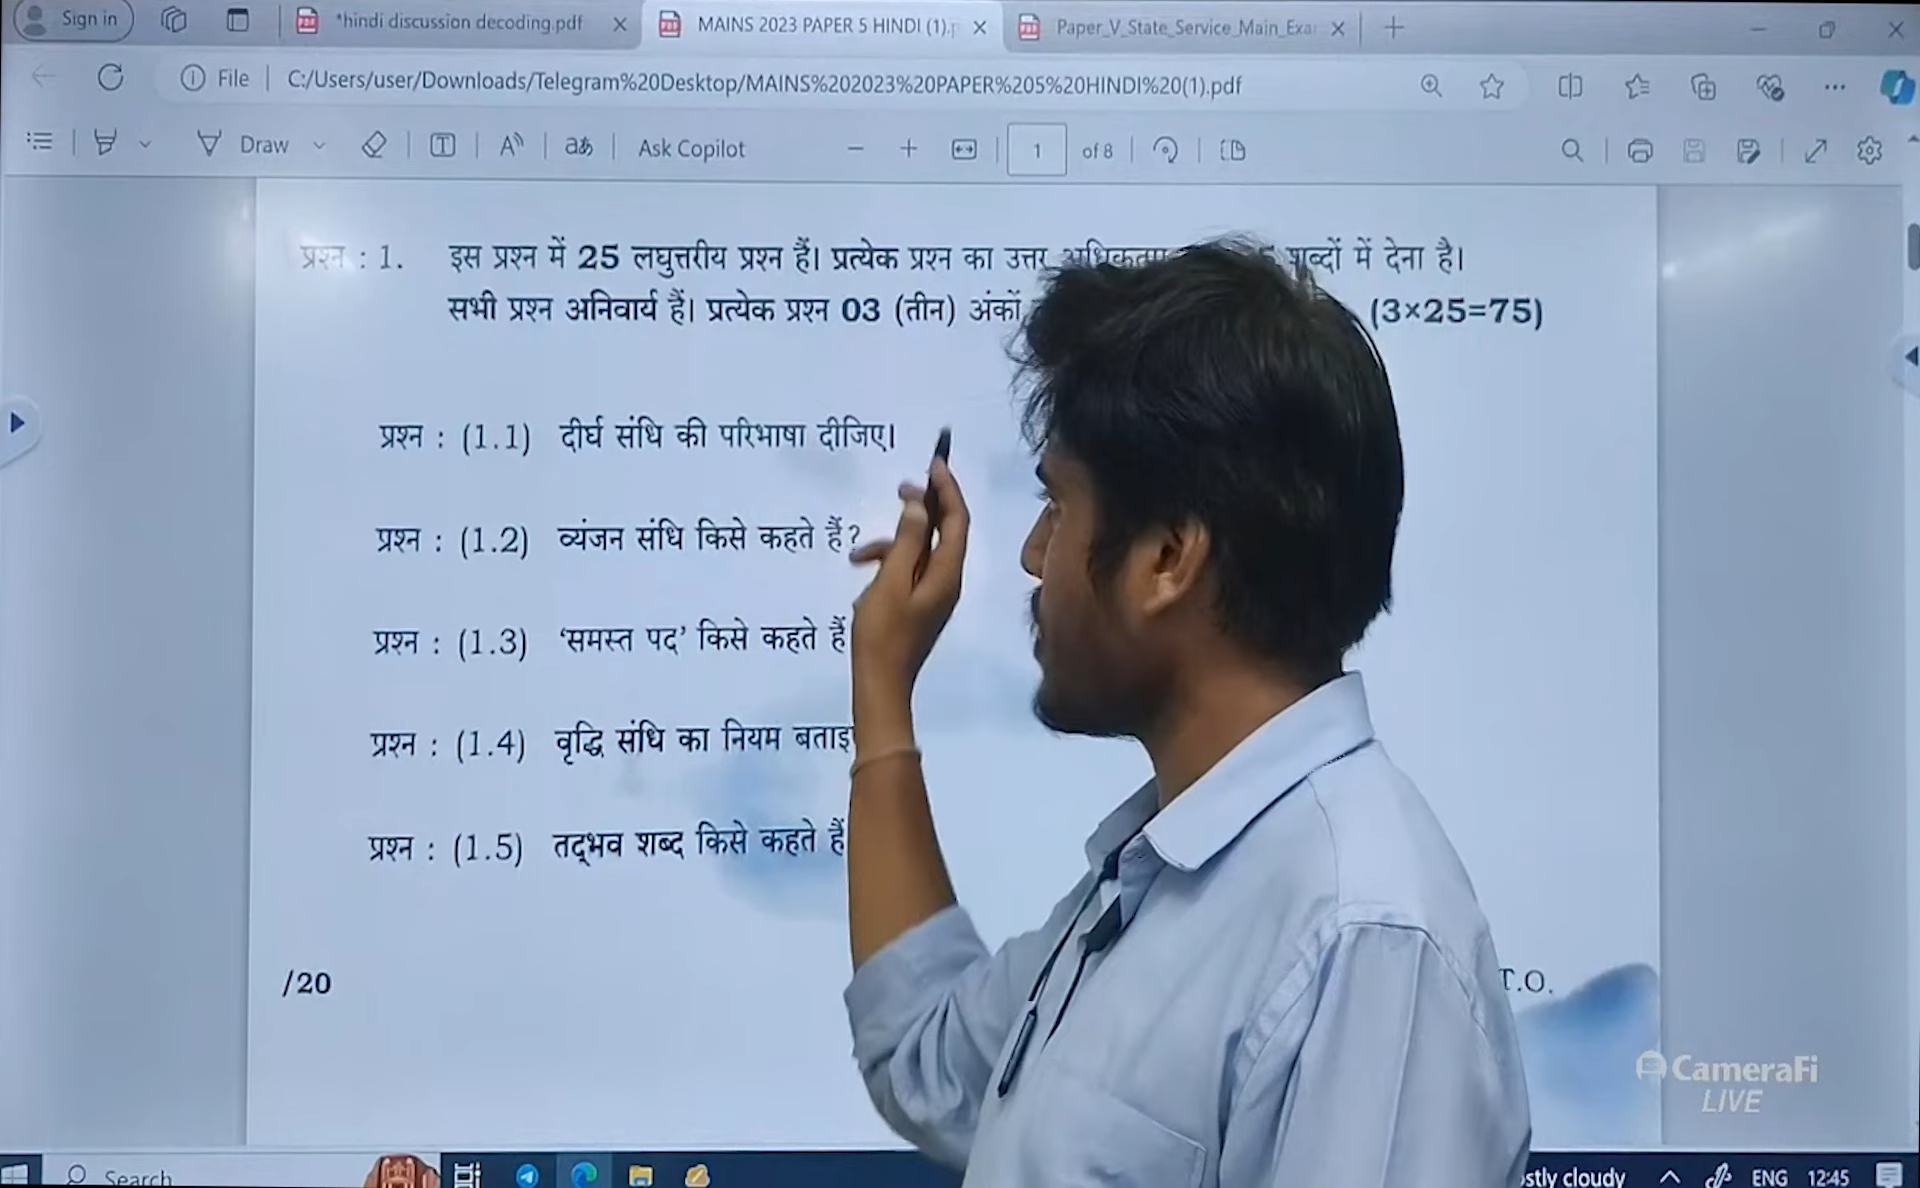 Sign in
*hindi discussion decoding.pdf
MAINS 2023 PAPER 5 HINDI (1).p
Paper_V_State_Service_Main_Exa
File
C:/Users/user/Downloads/Telegram%20Desktop/MAINS%202023%20PAPER%205%20HINDI%20(1).pdf
Draw
Ask Copilot
1 of 8
प्रश्न : 1. इस प्रश्न में 25 लघुत्तरीय प्रश्न हैं। प्रत्येक प्रश्न का उत्तर अधिकतम शब्दों में देना है।
सभी प्रश्न अनिवार्य हैं। प्रत्येक प्रश्न 03 (तीन) अंकों (3×25=75)
प्रश्न : (1.1) दीर्घ संधि की परिभाषा दीजिए।
प्रश्न : (1.2) व्यंजन संधि किसे कहते हैं?
प्रश्न : (1.3) ‘समस्त पद’ किसे कहते हैं
प्रश्न : (1.4) वृद्धि संधि का नियम बताइ
प्रश्न : (1.5) तद्भव शब्द किसे कहते हैं
/20
T.O.
CameraFi
LIVE
Search
stly cloudy
ENG
12:45